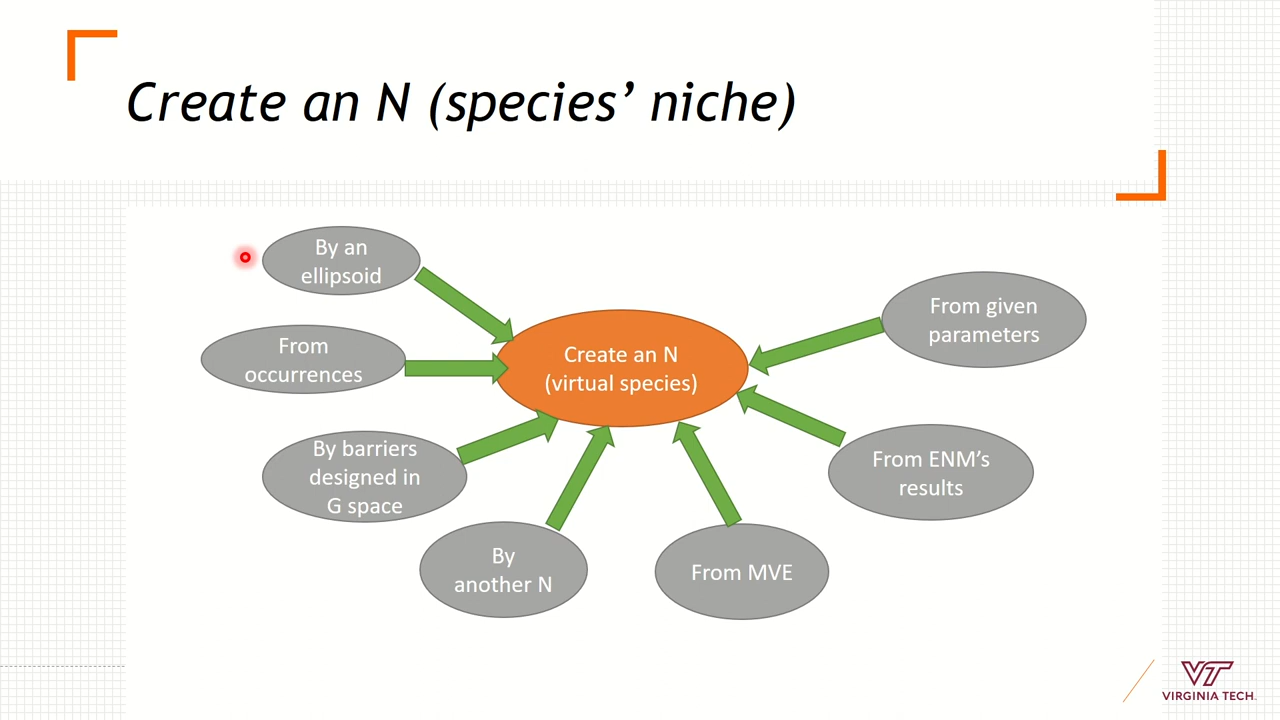 Create an N (species’ niche)
By an
ellipsoid
From
occurrences
By barriers
designed in
G space
By
another N
From MVE
From ENM’s
results
From given
parameters
Create an N
(virtual species)
VT
VIRGINIA TECH.